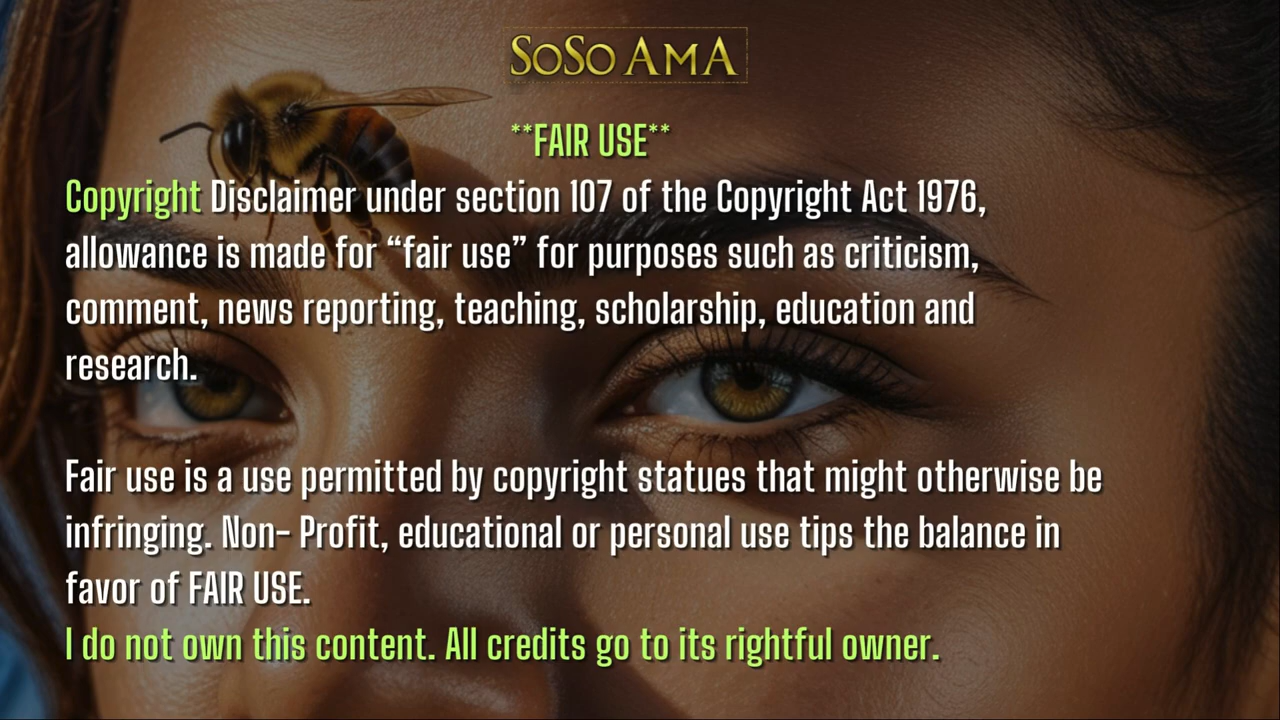 SoSo AmA
**FAIR USE**
Copyright Disclaimer under section 107 of the Copyright Act 1976,
allowance is made for “fair use” for purposes such as criticism,
comment, news reporting, teaching, scholarship, education and
research.
Fair use is a use permitted by copyright statues that might otherwise be
infringing. Non- Profit, educational or personal use tips the balance in
favor of FAIR USE.
I do not own this content. All credits go to its rightful owner.